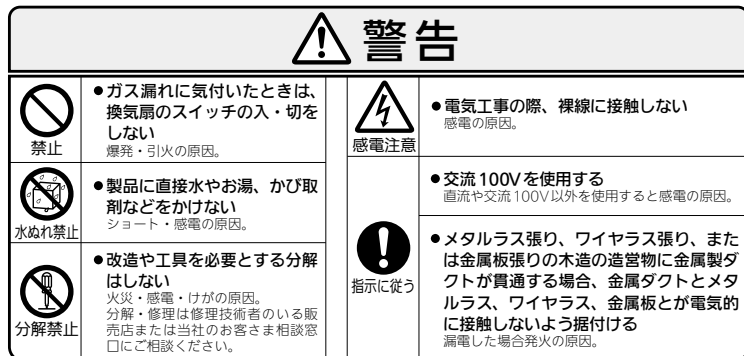 警告
禁止
●ガス漏れに気付いたときは、
換気扇のスイッチの入・切を
しない
爆発・引火の原因。
水ぬれ禁止
●製品に直接水やお湯、かび取
剤などをかけない
ショート・感電の原因。
分解禁止
●改造や工具を必要とする分解
はしない
火災・感電・けがの原因。
分解・修理は修理技術者のいる販
売店または当社のお客さま相談窓
口にご相談ください。
感電注意
●電気工事の際、裸線に接触しない
感電の原因。
指示に従う
●交流100Vを使用する
直流や交流100V以外を使用すると感電の原因。
●メタルラス張り、ワイヤラス張り、また
は金属板張りの木造の造営物に金属製ダ
クトが貫通する場合、金属ダクトとメタ
ルラス、ワイヤラス、金属板とが電気的
に接触しないよう据付ける
漏電した場合発火の原因。